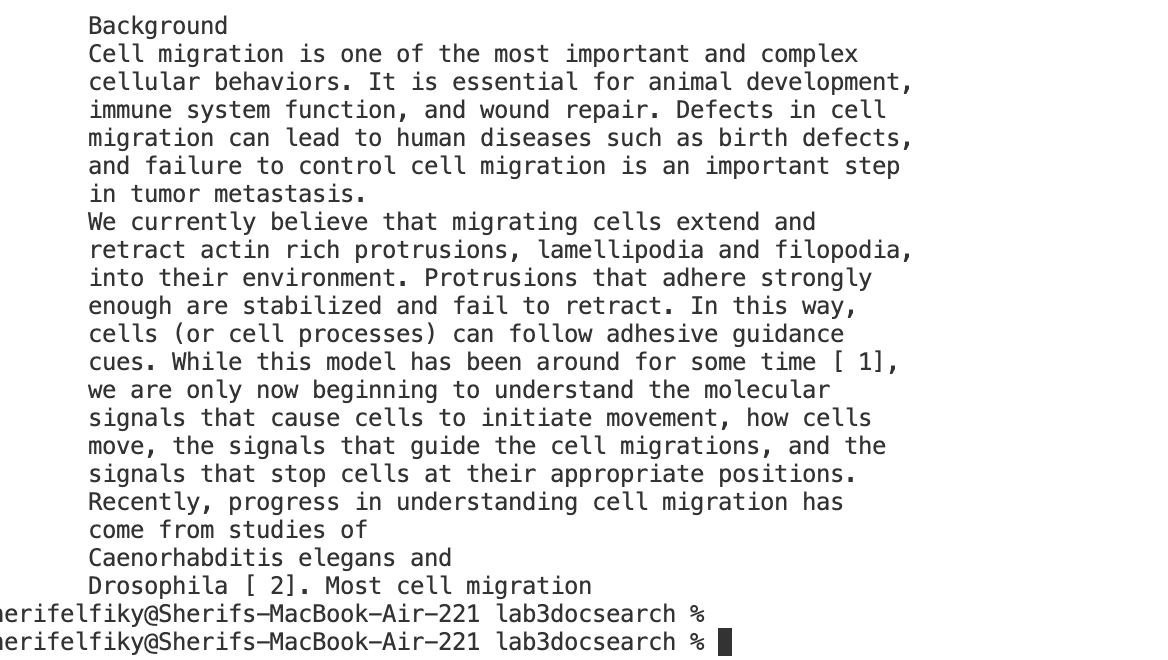 Background
Cell migration is one of the most important and complex
cellular behaviors. It is essential for animal development,
immune system function, and wound repair. Defects in cell
migration can lead to human diseases such as birth defects,
and failure to control cell migration is an important step
in tumor metastasis.
We currently believe that migrating cells extend and
retract actin rich protrusions, lamellipodia and filopodia,
into their environment. Protrusions that adhere strongly
enough are stabilized and fail to retract. In this way,
cells (or cell processes) can follow adhesive guidance
cues. While this model has been around for some time [ 1],
we are only now beginning to understand the molecular
signals that cause cells to initiate movement, how cells
move, the signals that guide the cell migrations, and the
signals that stop cells at their appropriate positions.
Recently, progress in understanding cell migration has
come from studies of
Caenorhabditis elegans and
Drosophila [ 2]. Most cell migration
herifelfiky@Sherifs-MacBook-Air-221 lab3docsearch %
herifelfiky@Sherifs-MacBook-Air-221 lab3docsearch %